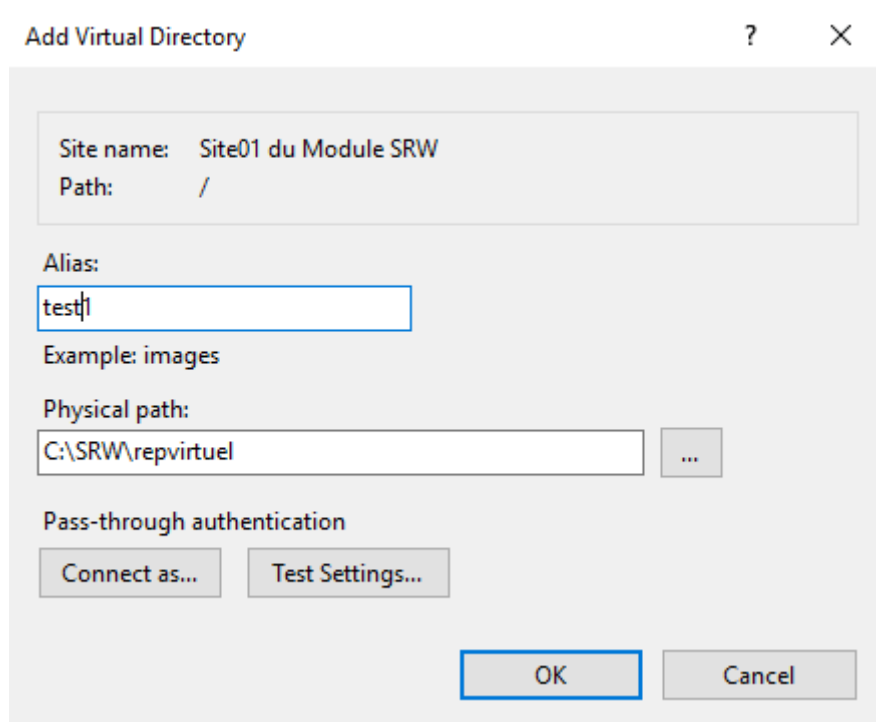 Add Virtual Directory ?
Site name: Site01 du Module SRW
Path: /
Alias:
test1
Example: images
Physical path:
C:\SRW\repvirtuel ...
Pass-through authentication
Connect as... Test Settings...
OK Cancel